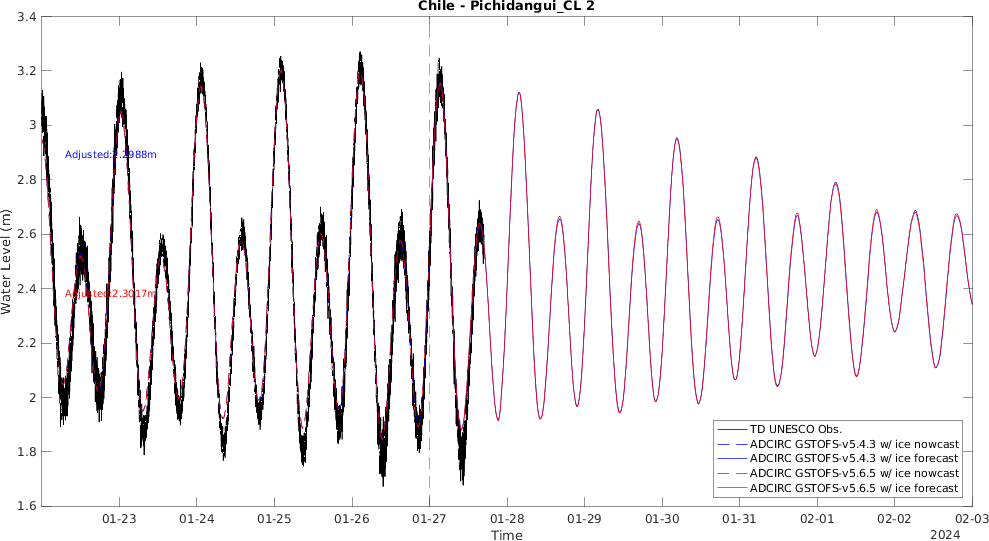 Chile - Pichidangui_CL 2
3.4
3.2
3
2.8
2.6
2.4
2.2
2
1.8
1.6
Water Level (m)
Adjusted:2.2988m
Adjusted:2.3017m
TD UNESCO Obs.
ADCIRC GSTOFS-v5.4.3 w/ ice nowcast
ADCIRC GSTOFS-v5.4.3 w/ ice forecast
ADCIRC GSTOFS-v5.6.5 w/ ice nowcast
ADCIRC GSTOFS-v5.6.5 w/ ice forecast
01-23 01-24 01-25 01-26 01-27 01-28 01-29 01-30 01-31 02-01 02-02 02-03
Time
2024